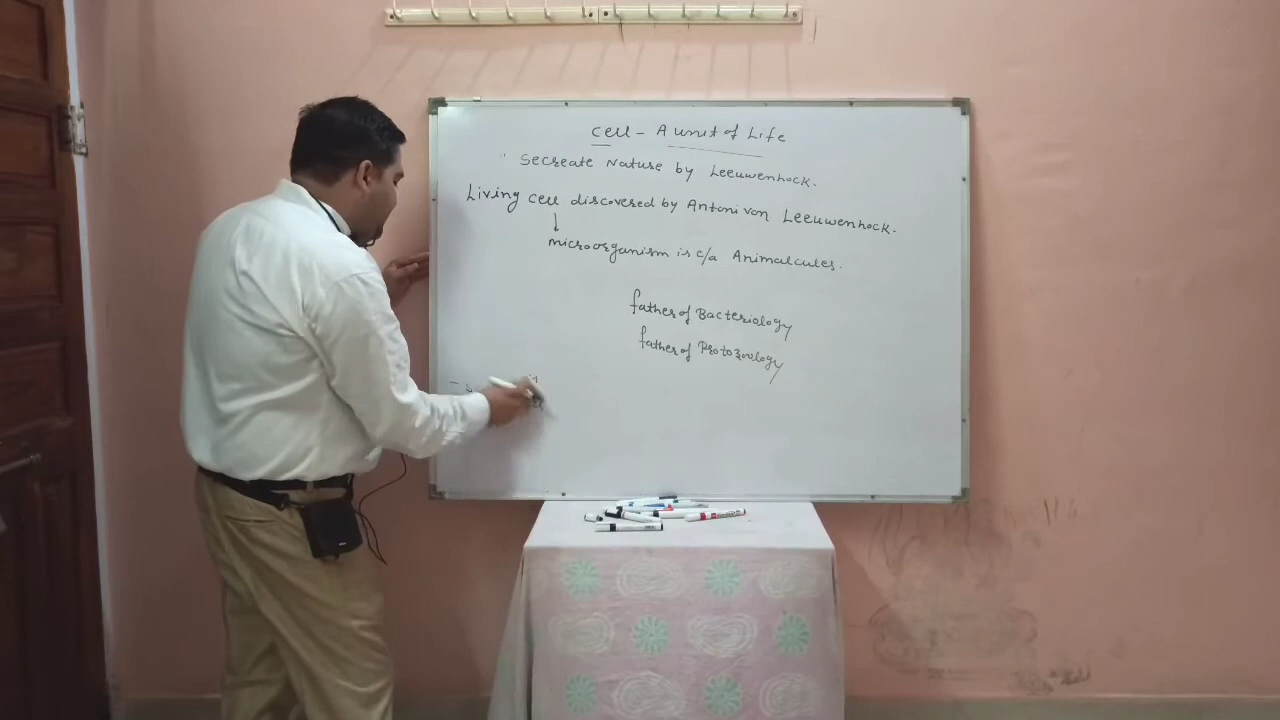 cell - A unit of Life
" Secreate Nature by Leeuwenhock.
Living cell discovered by Antoni van Leeuwenhock.
microorganism is c/a Animalcules.
father of Bacteriology
father of Protozoology